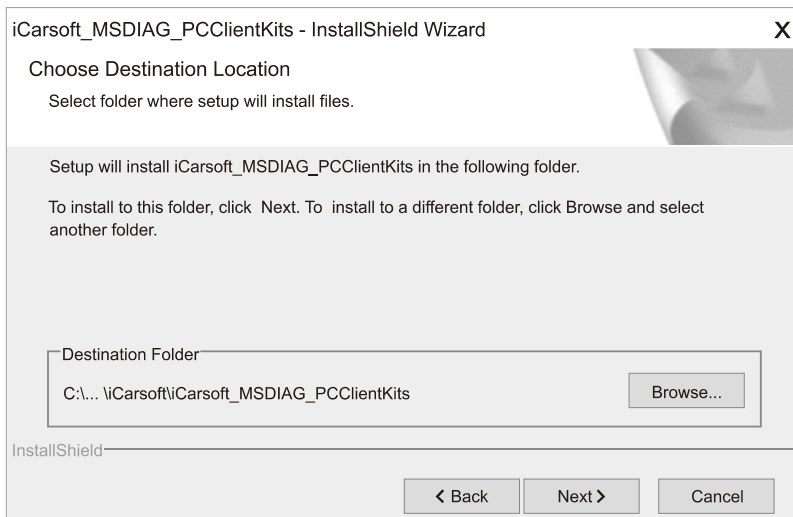 iCarsoft_MSDIAG_PCClientKits - InstallShield Wizard X
Choose Destination Location
Select folder where setup will install files.
Setup will install iCarsoft_MSDIAG_PCClientKits in the following folder.
To install to this folder, click Next. To install to a different folder, click Browse and select
another folder.
Destination Folder
C:\... \iCarsoft\iCarsoft_MSDIAG_PCClientKits Browse...
InstallShield
< Back Next > Cancel